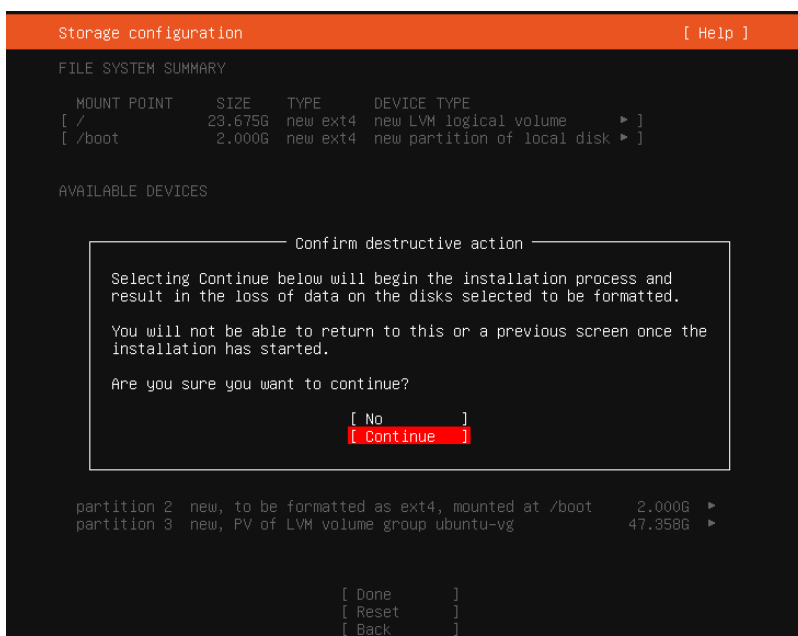 Storage configuration [ Help ]
FILE SYSTEM SUMMARY
MOUNT POINT SIZE TYPE DEVICE TYPE
[ / 23.675G new ext4 new LVM logical volume ▸ ]
[ /boot 2.000G new ext4 new partition of local disk ▸ ]
AVAILABLE DEVICES
Confirm destructive action
Selecting Continue below will begin the installation process and
result in the loss of data on the disks selected to be formatted.
You will not be able to return to this or a previous screen once the
installation has started.
Are you sure you want to continue?
[ No ]
[ Continue ]
partition 2 new, to be formatted as ext4, mounted at /boot 2.000G ▸
partition 3 new, PV of LVM volume group ubuntu-vg 47.358G ▸
[ Done ]
[ Reset ]
[ Back ]